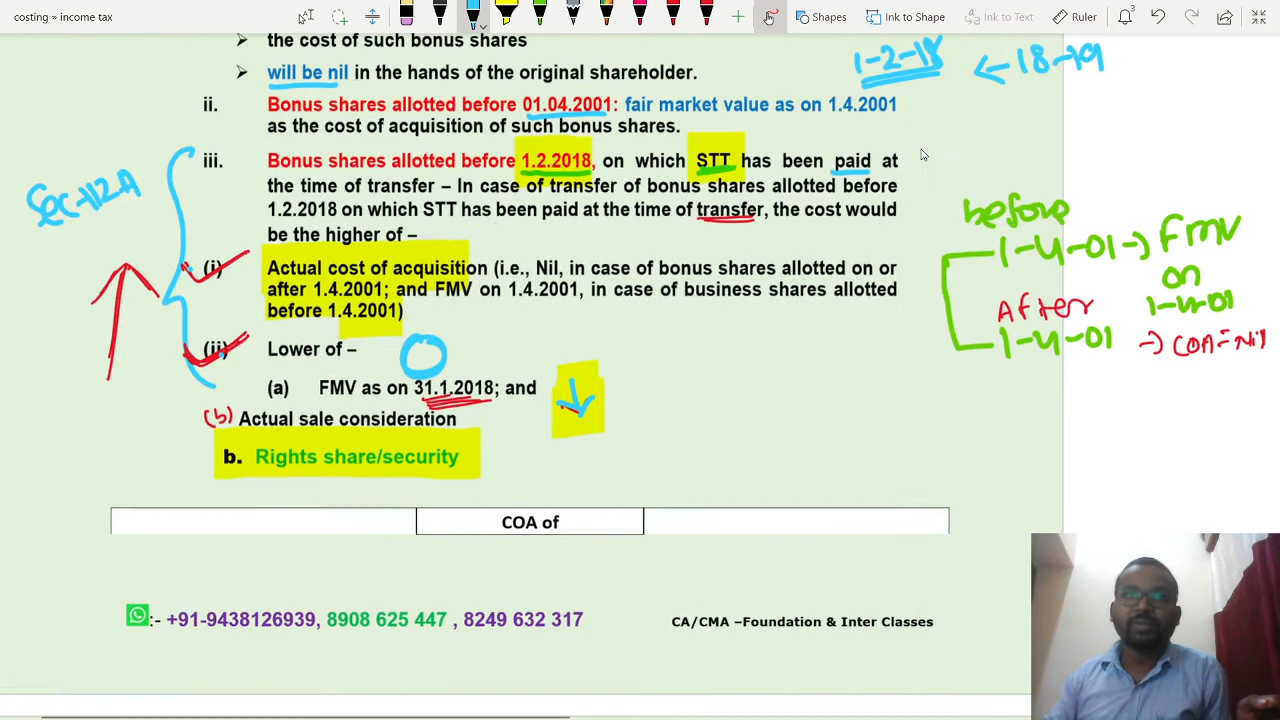 costing » income tax
Shapes
Ink to Shape
Ink to Text
Ruler
➢ the cost of such bonus shares
➢ will be nil in the hands of the original shareholder.
1-2-18 ← 18-19
ii. Bonus shares allotted before 01.04.2001: fair market value as on 1.4.2001
as the cost of acquisition of such bonus shares.
iii. Bonus shares allotted before 1.2.2018, on which STT has been paid at
the time of transfer – In case of transfer of bonus shares allotted before
1.2.2018 on which STT has been paid at the time of transfer, the cost would
be the higher of –
Sec-112A
(i) Actual cost of acquisition (i.e., Nil, in case of bonus shares allotted on or
after 1.4.2001; and FMV on 1.4.2001, in case of business shares allotted
before 1.4.2001)
(ii) Lower of –
(a) FMV as on 31.1.2018; and
(b) Actual sale consideration
before
1-4-01 → FMV
on
1-4-01
After
1-4-01 → COA = Nil
b. Rights share/security
COA of
:- +91-9438126939, 8908 625 447 , 8249 632 317
CA/CMA –Foundation & Inter Classes